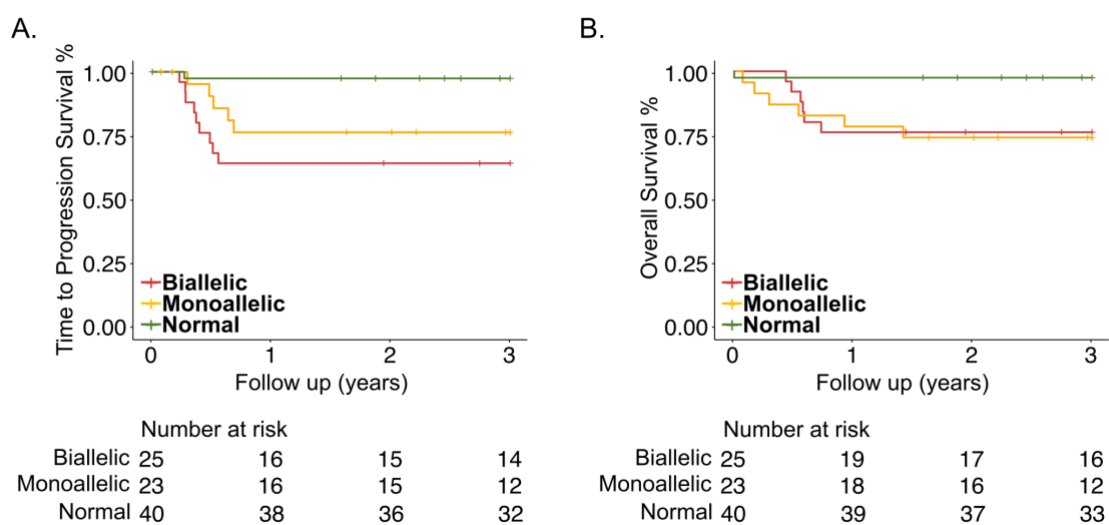 A.
Time to Progression Survival %
1.00
0.75
0.50
0.25
0.00
Biallelic
Monoallelic
Normal
0 1 2 3
Follow up (years)
Number at risk
Biallelic 25 16 15 14
Monoallelic 23 16 15 12
Normal 40 38 36 32
B.
Overall Survival %
1.00
0.75
0.50
0.25
0.00
Biallelic
Monoallelic
Normal
0 1 2 3
Follow up (years)
Number at risk
Biallelic 25 19 17 16
Monoallelic 23 18 16 12
Normal 40 39 37 33